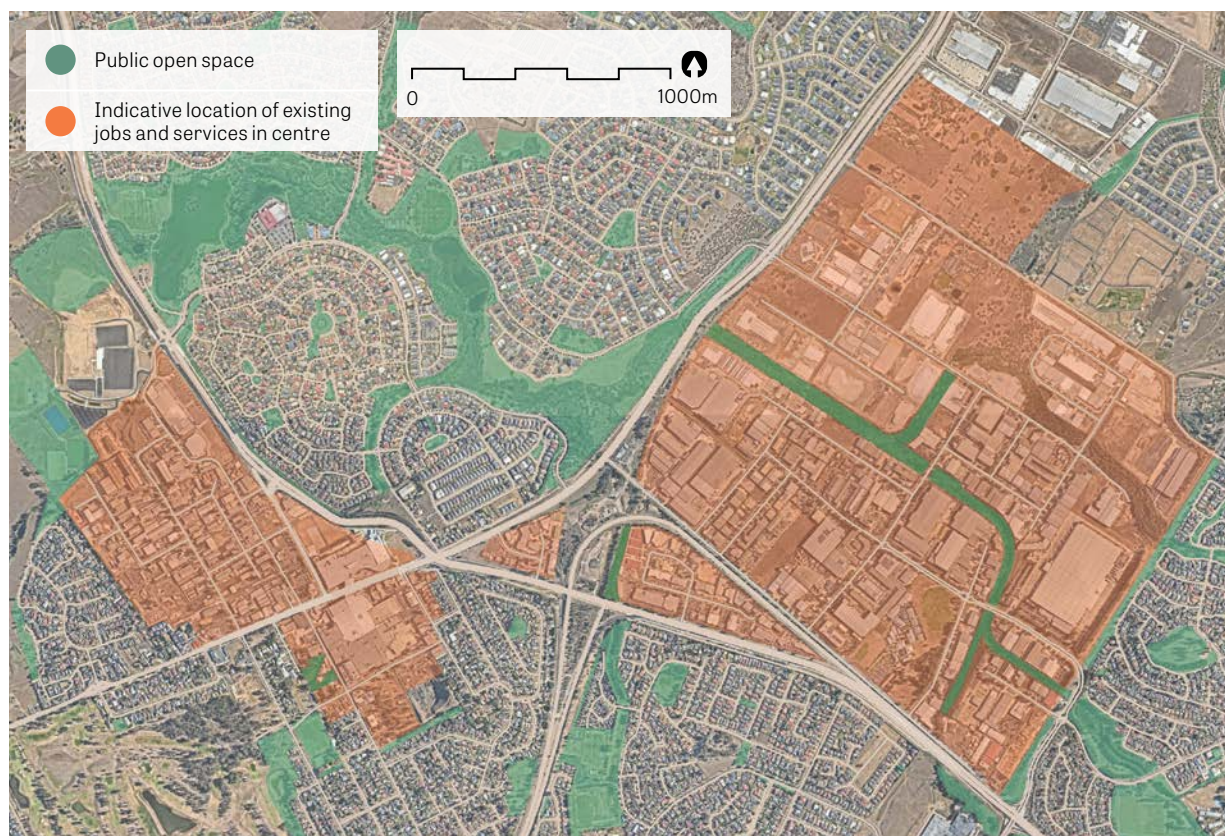 Public open space
Indicative location of existing
jobs and services in centre
0
1000m